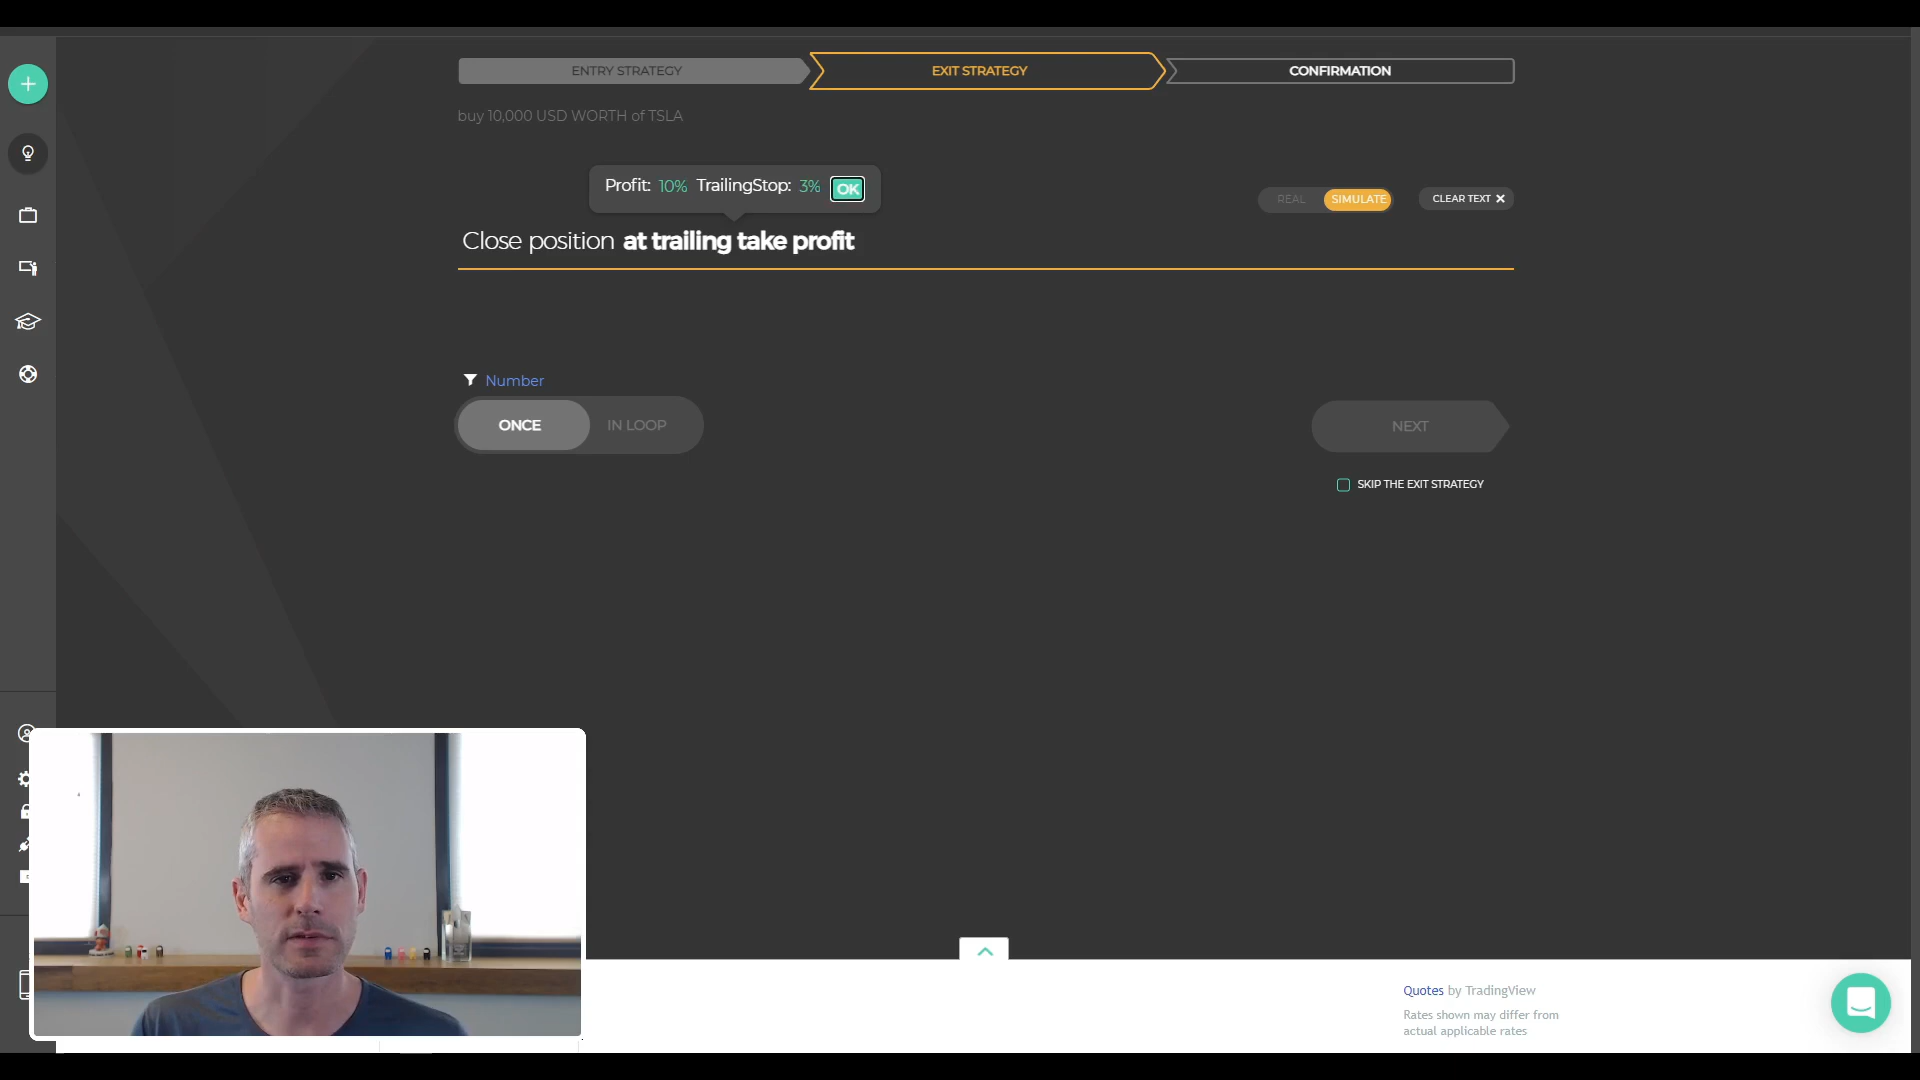 ENTRY STRATEGY
EXIT STRATEGY
CONFIRMATION
buy 10,000 USD WORTH of TSLA
Profit: 10% TrailingStop: 3% OK
REAL
SIMULATE
CLEAR TEXT ✕
Close position at trailing take profit
Number
ONCE
IN LOOP
NEXT
SKIP THE EXIT STRATEGY
Quotes by TradingView
Rates shown may differ from
actual applicable rates